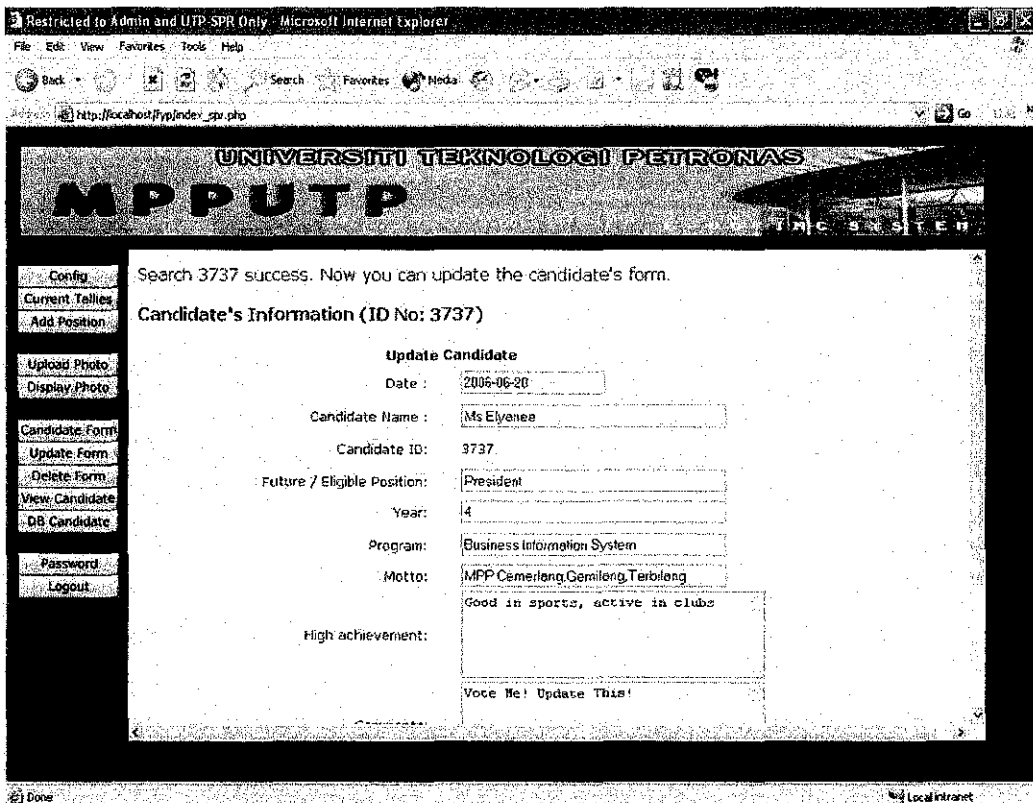 Restricted to Admin and UTP-SPR Only - Microsoft Internet Explorer
File Edit View Favorites Tools Help
Back Search Favorites Media
http://localhost/fyp/index_spr.php Go
UNIVERSITI TEKNOLOGI PETRONAS
MPPUTP
SYSTEM
Config
Current Tallies
Add Position
Upload Photo
Display Photo
Candidate Form
Update Form
Delete Form
View Candidate
DB Candidate
Password
Logout
Search 3737 success. Now you can update the candidate's form.
Candidate's Information (ID No: 3737)
Update Candidate
Date : 2006-06-20
Candidate Name : Ms Elyanee
Candidate ID: 3737
Future / Eligible Position: President
Year: 4
Program: Business Information System
Motto: MPP Cemerlang,Gemilang,Terbilang
High achievement: Good in sports, active in clubs
Vote Me! Update This!
Done Local intranet